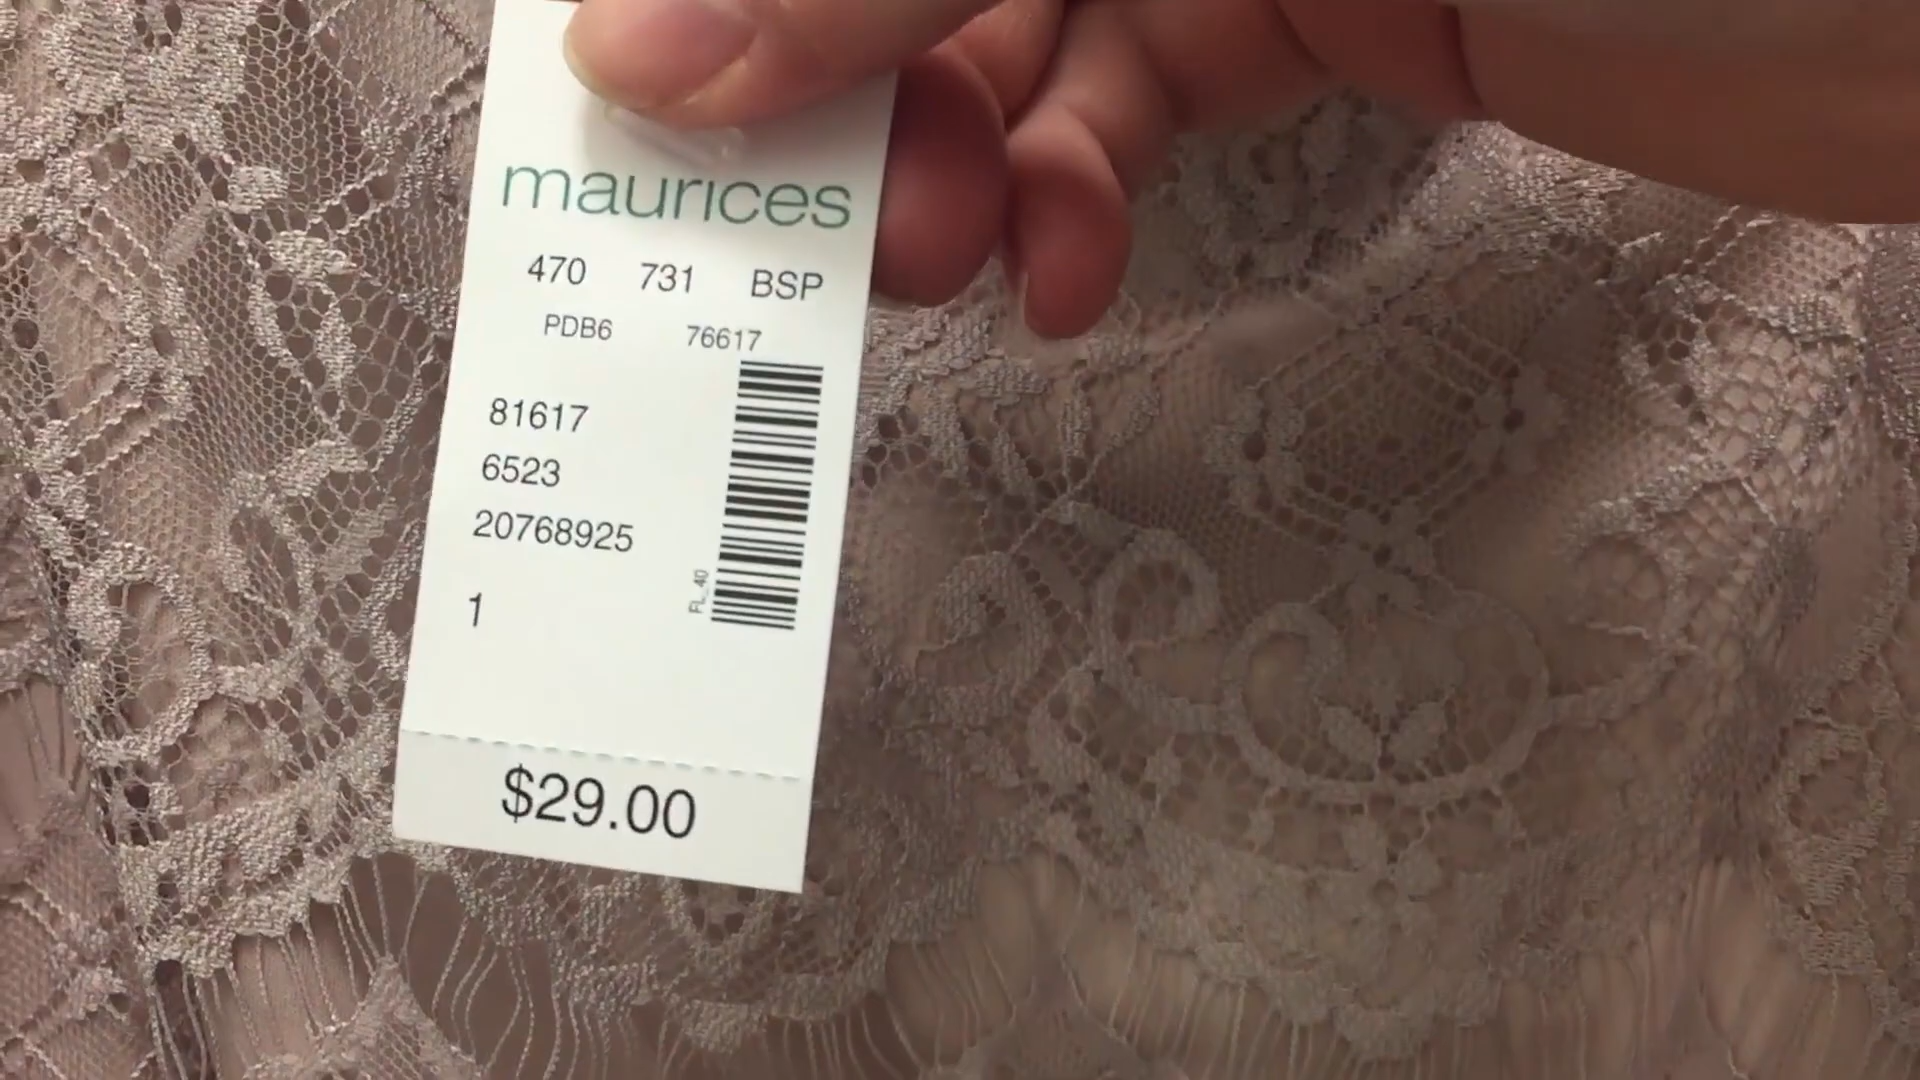 maurices
470 731 BSP
PDB6 76617
81617
6523
20768925
FL_40
1
$29.00